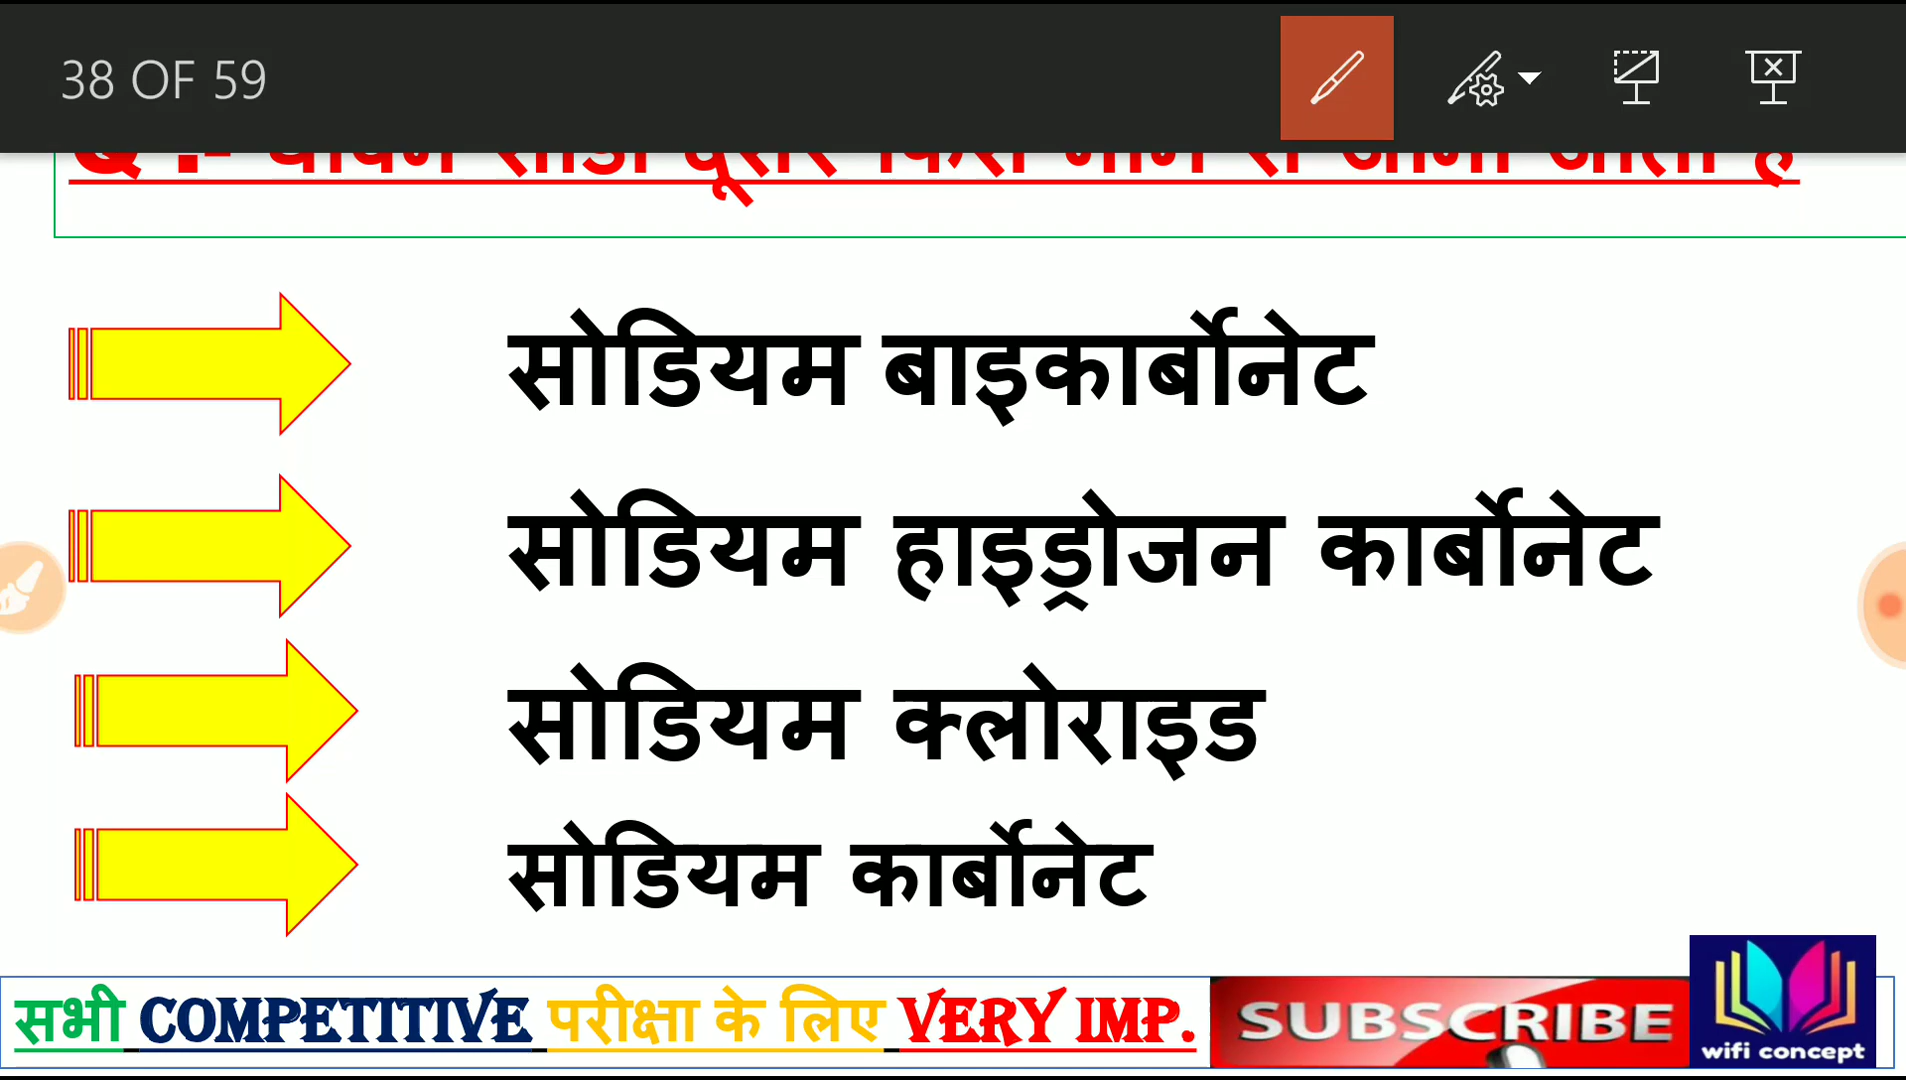 38 OF 59
सोडियम बाइकार्बोनेट
सोडियम हाइड्रोजन कार्बोनेट
सोडियम क्लोराइड
सोडियम कार्बोनेट
सभी COMPETITIVE परीक्षा के लिए VERY IMP.
SUBSCRIBE
wifi concept